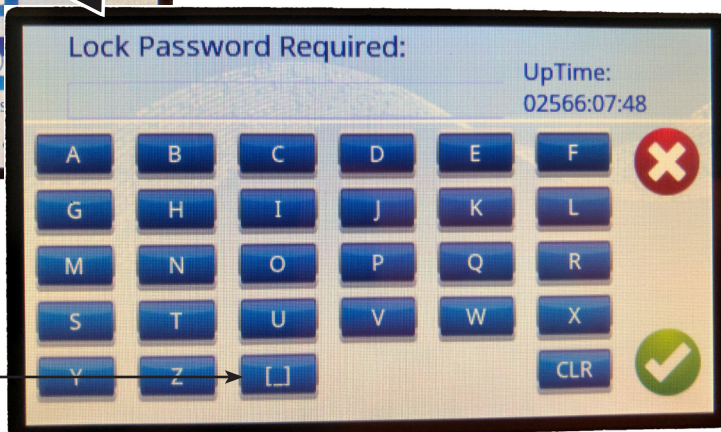 Lock Password Required:
UpTime:
02566:07:48
A B C D E F
G H I J K L
M N O P Q R
S T U V W X
Y Z [_] CLR